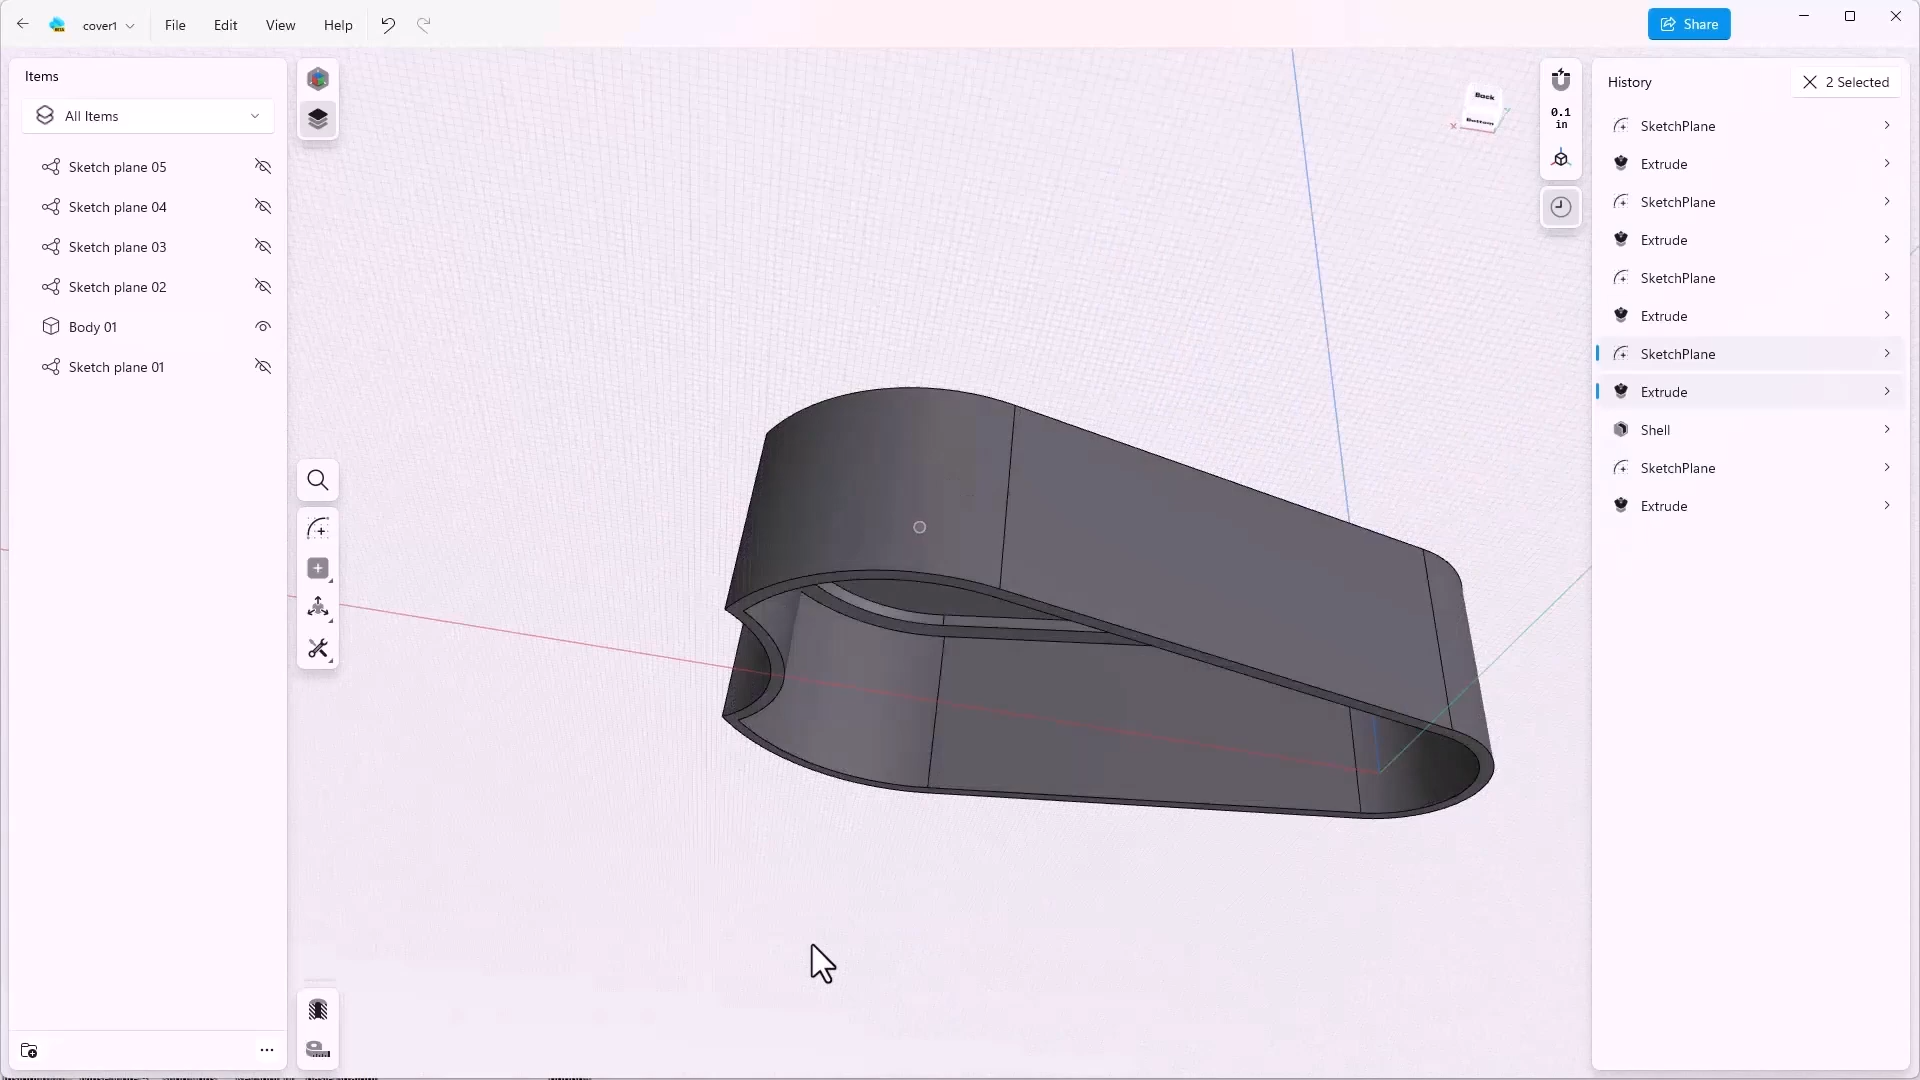 cover1
File
Edit
View
Help
Share
Items
All Items
Sketch plane 05
Sketch plane 04
Sketch plane 03
Sketch plane 02
Body 01
Sketch plane 01
Back
Bottom
0.1
in
History
2 Selected
SketchPlane
Extrude
SketchPlane
Extrude
SketchPlane
Extrude
SketchPlane
Extrude
Shell
SketchPlane
Extrude